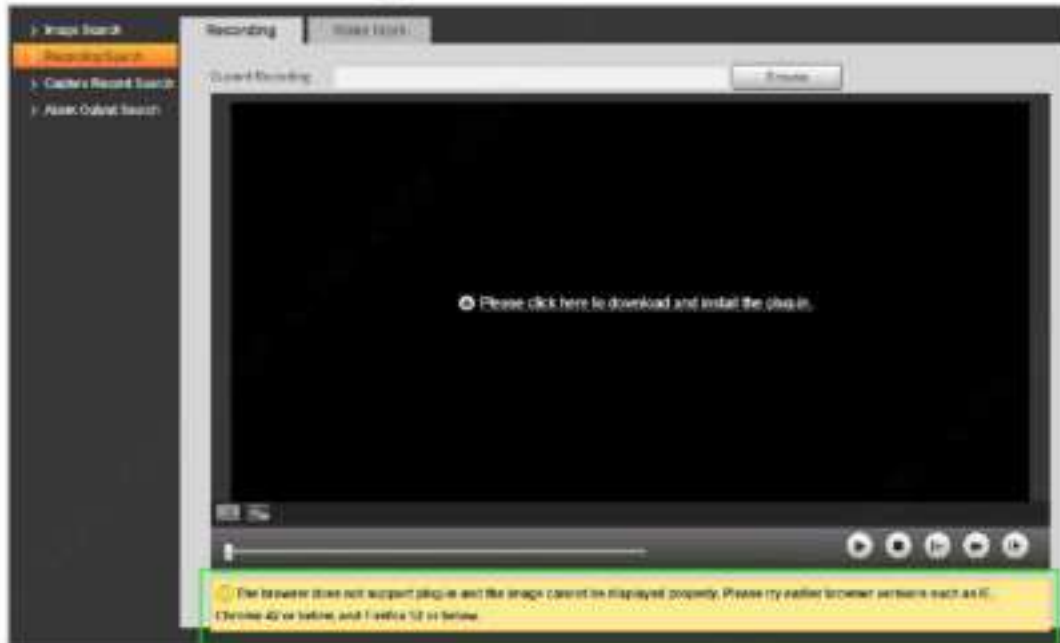 Image Search
Recording Search
Capture Record Search
Alarm Output Search
Recording
Current Recording
Browse
Please click here to download and install the plug-in.
The browser does not support plug-in and the image cannot be displayed properly. Please try earlier browser versions such as IE,
Chrome 42 or below, and Firefox 52 or below.